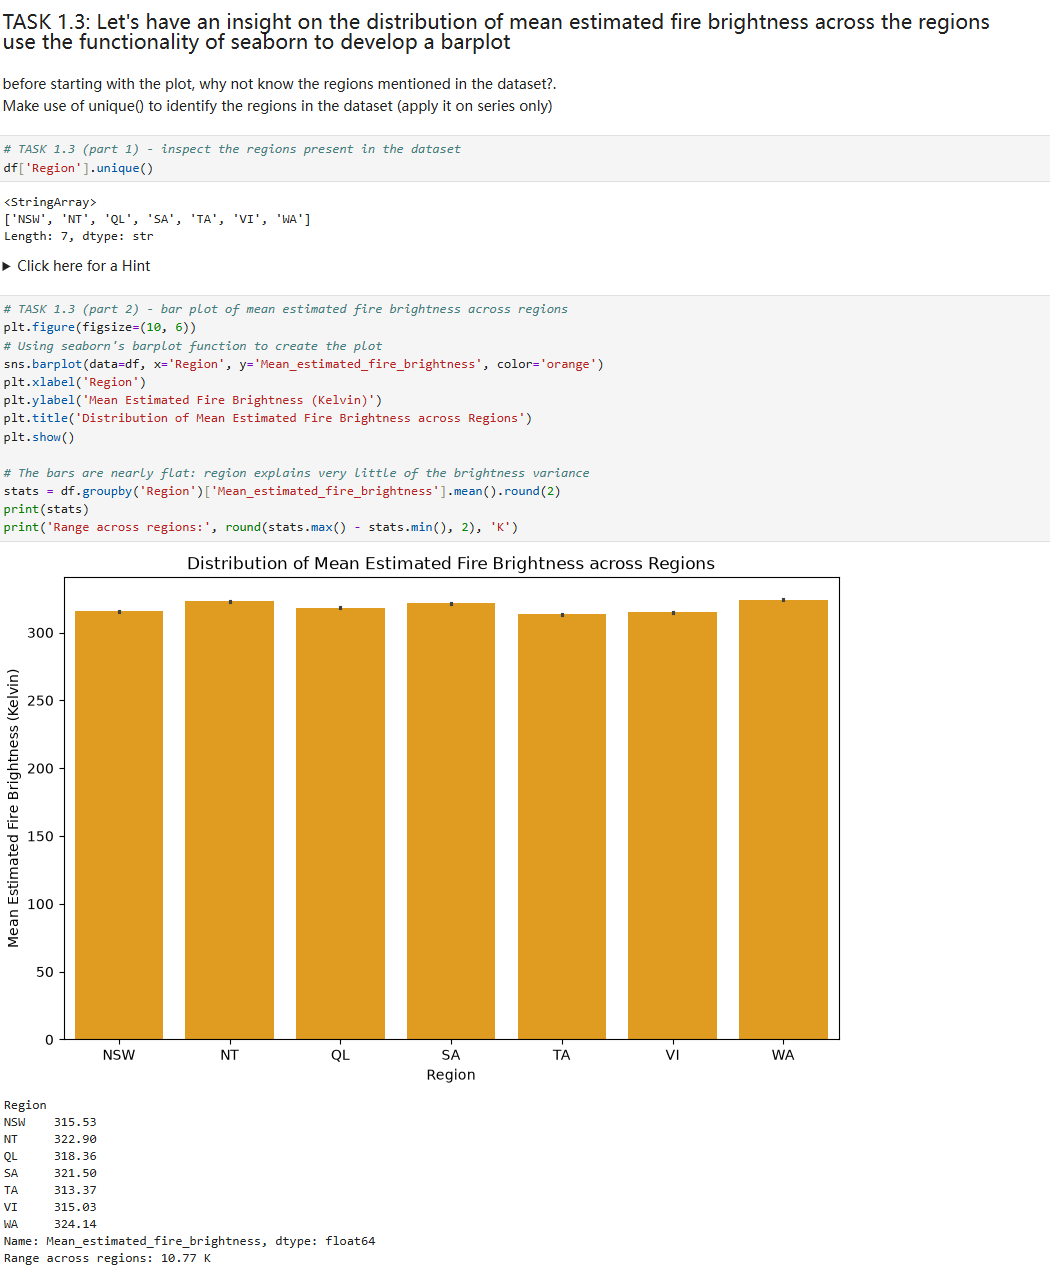 TASK 1.3: Let's have an insight on the distribution of mean estimated fire brightness across the regions
use the functionality of seaborn to develop a barplot
before starting with the plot, why not know the regions mentioned in the dataset?.
Make use of unique() to identify the regions in the dataset (apply it on series only)
# TASK 1.3 (part 1) - inspect the regions present in the dataset
df['Region'].unique()
<StringArray>
['NSW', 'NT', 'QL', 'SA', 'TA', 'VI', 'WA']
Length: 7, dtype: str
▶ Click here for a Hint
# TASK 1.3 (part 2) - bar plot of mean estimated fire brightness across regions
plt.figure(figsize=(10, 6))
# Using seaborn's barplot function to create the plot
sns.barplot(data=df, x='Region', y='Mean_estimated_fire_brightness', color='orange')
plt.xlabel('Region')
plt.ylabel('Mean Estimated Fire Brightness (Kelvin)')
plt.title('Distribution of Mean Estimated Fire Brightness across Regions')
plt.show()
# The bars are nearly flat: region explains very little of the brightness variance
stats = df.groupby('Region')['Mean_estimated_fire_brightness'].mean().round(2)
print(stats)
print('Range across regions:', round(stats.max() - stats.min(), 2), 'K')
Distribution of Mean Estimated Fire Brightness across Regions
Mean Estimated Fire Brightness (Kelvin)
300
250
200
150
100
50
0
NSW NT QL SA TA VI WA
Region
Region
NSW 315.53
NT 322.90
QL 318.36
SA 321.50
TA 313.37
VI 315.03
WA 324.14
Name: Mean_estimated_fire_brightness, dtype: float64
Range across regions: 10.77 K